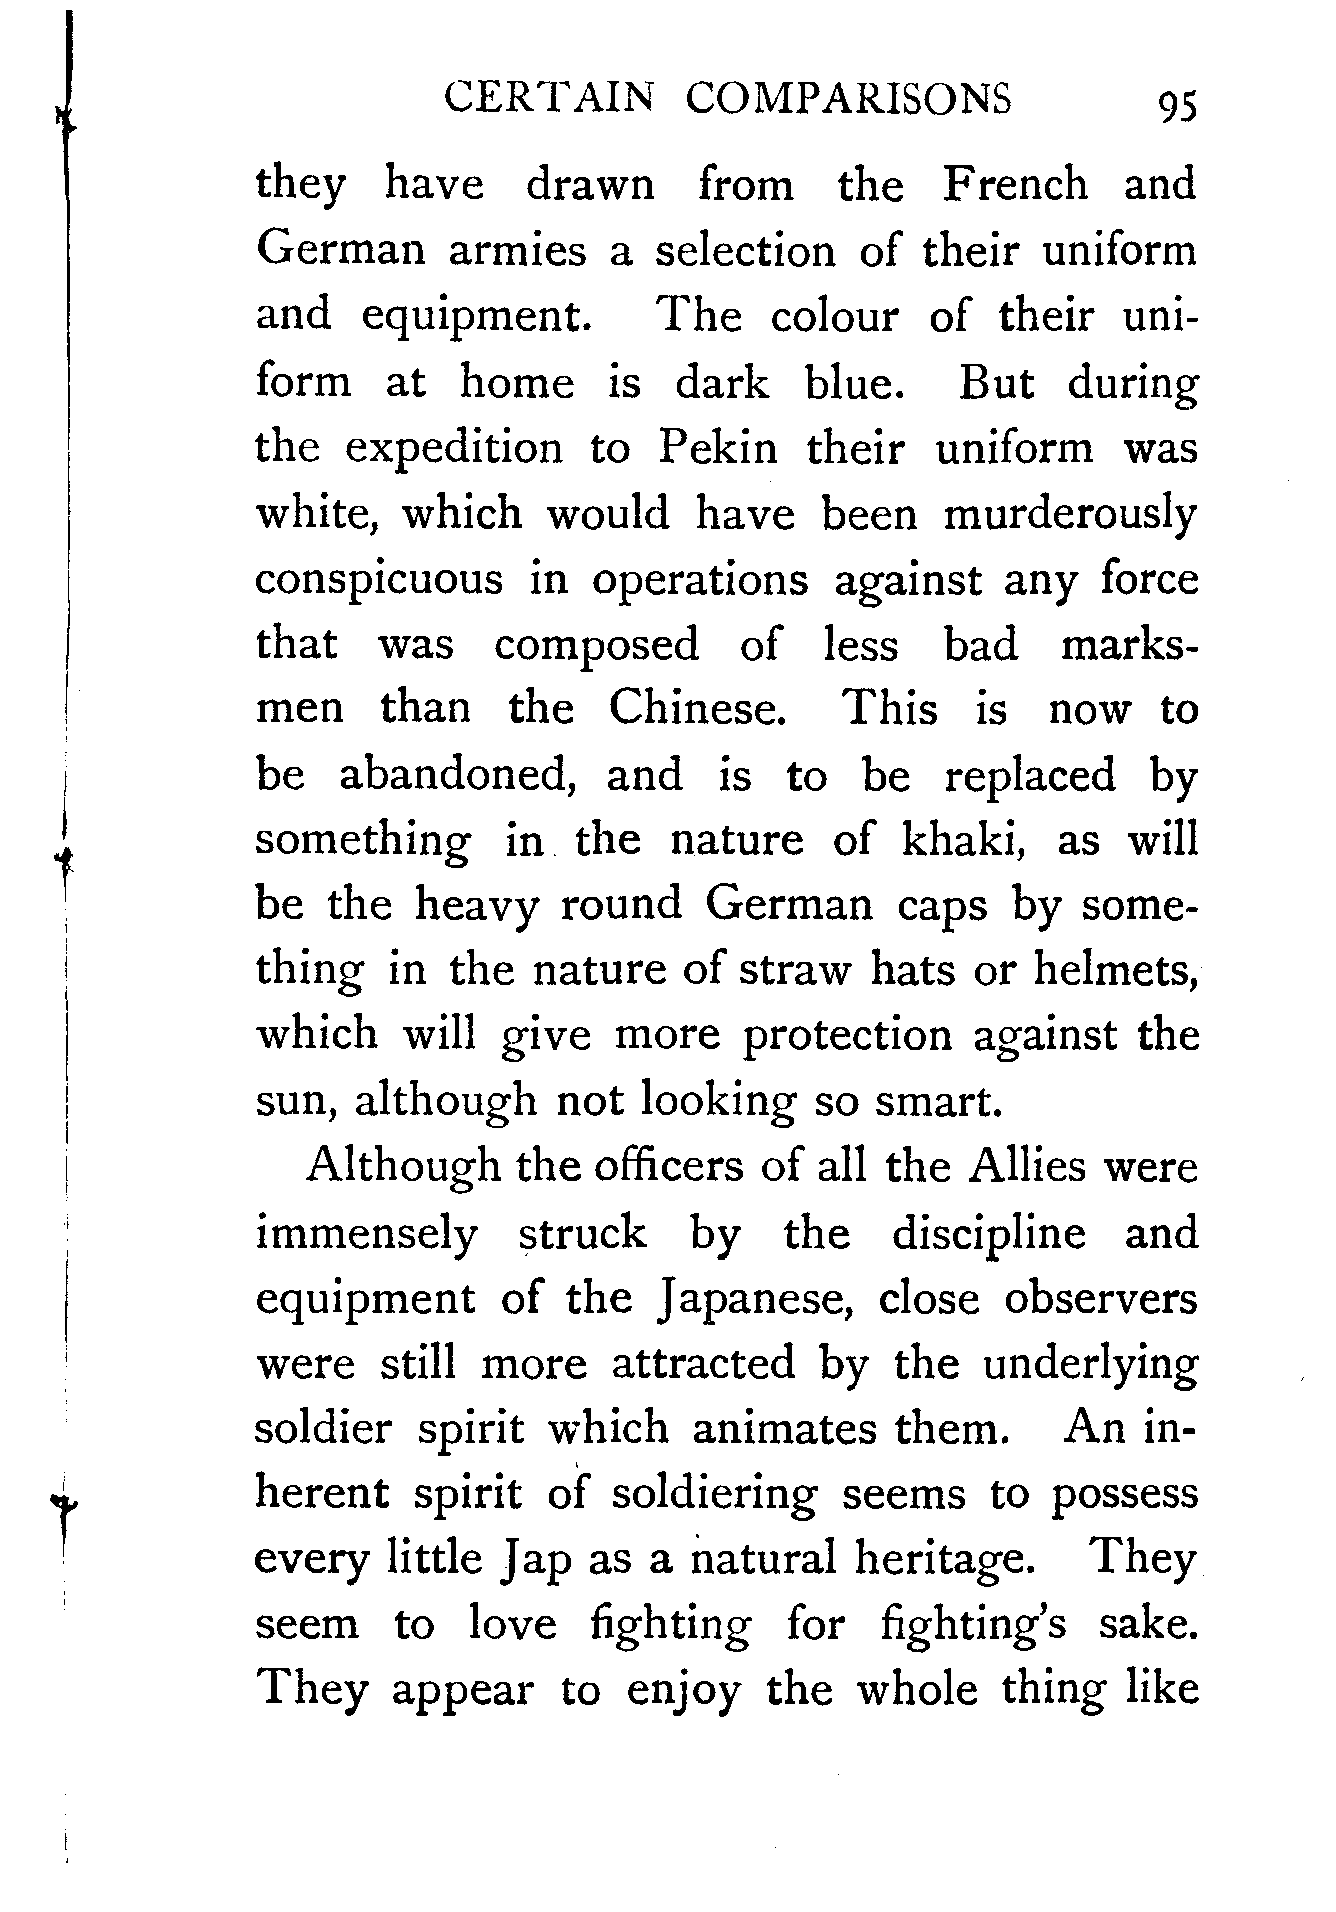 CERTAIN COMPARISONS 95
they have drawn from the French and
German armies a selection of their uniform
and equipment. The colour of their uni-
form at home is dark blue. But during
the expedition to Pekin their uniform was
white, which would have been murderously
conspicuous in operations against any force
that was composed of less bad marks-
men than the Chinese. This is now to
be abandoned, and is to be replaced by
something in the nature of khaki, as will
be the heavy round German caps by some-
thing in the nature of straw hats or helmets,
which will give more protection against the
sun, although not looking so smart.
Although the officers of all the Allies were
immensely struck by the discipline and
equipment of the Japanese, close observers
were still more attracted by the underlying
soldier spirit which animates them. An in-
herent spirit of soldiering seems to possess
every little Jap as a natural heritage. They
seem to love fighting for fighting's sake.
They appear to enjoy the whole thing like